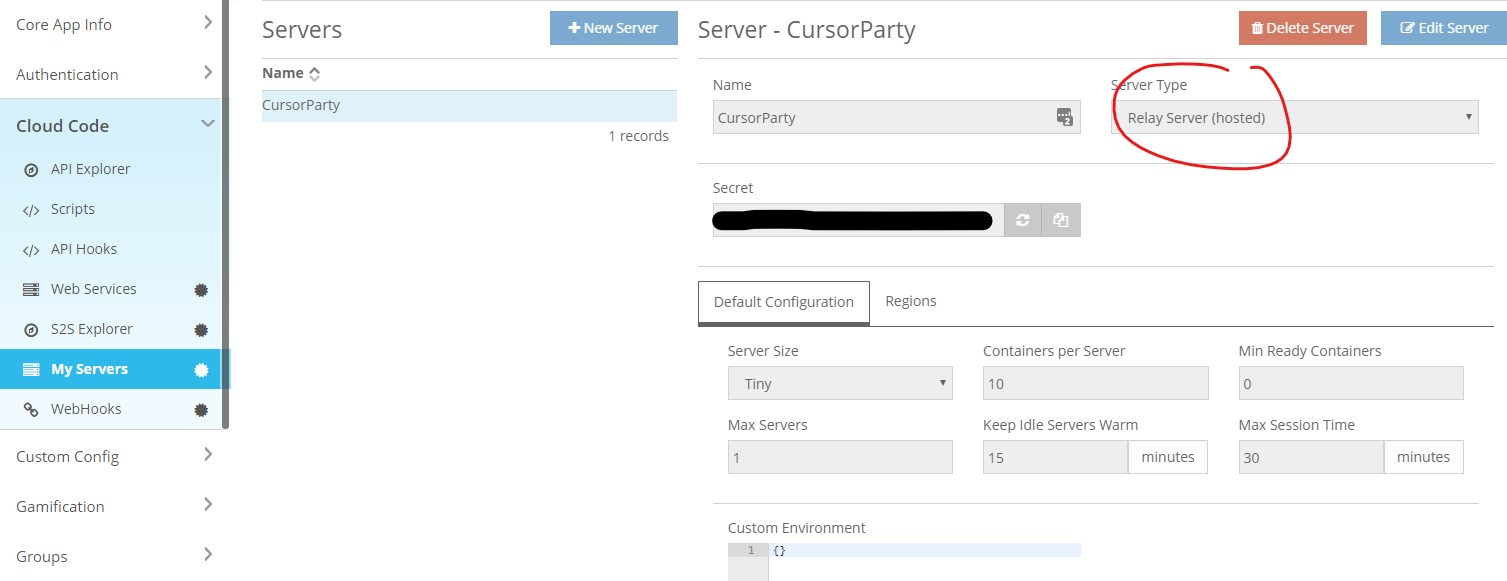 Core App Info
Authentication
Cloud Code
API Explorer
</> Scripts
</> API Hooks
Web Services
S2S Explorer
My Servers
WebHooks
Custom Config
Gamification
Groups
Servers
+ New Server
Name
CursorParty
1 records
Server - CursorParty
Delete Server
Edit Server
Name
CursorParty
2
Server Type
Relay Server (hosted)
Secret
Default Configuration
Regions
Server Size
Tiny
Containers per Server
10
Min Ready Containers
0
Max Servers
1
Keep Idle Servers Warm
15 minutes
Max Session Time
30 minutes
Custom Environment
1 {}